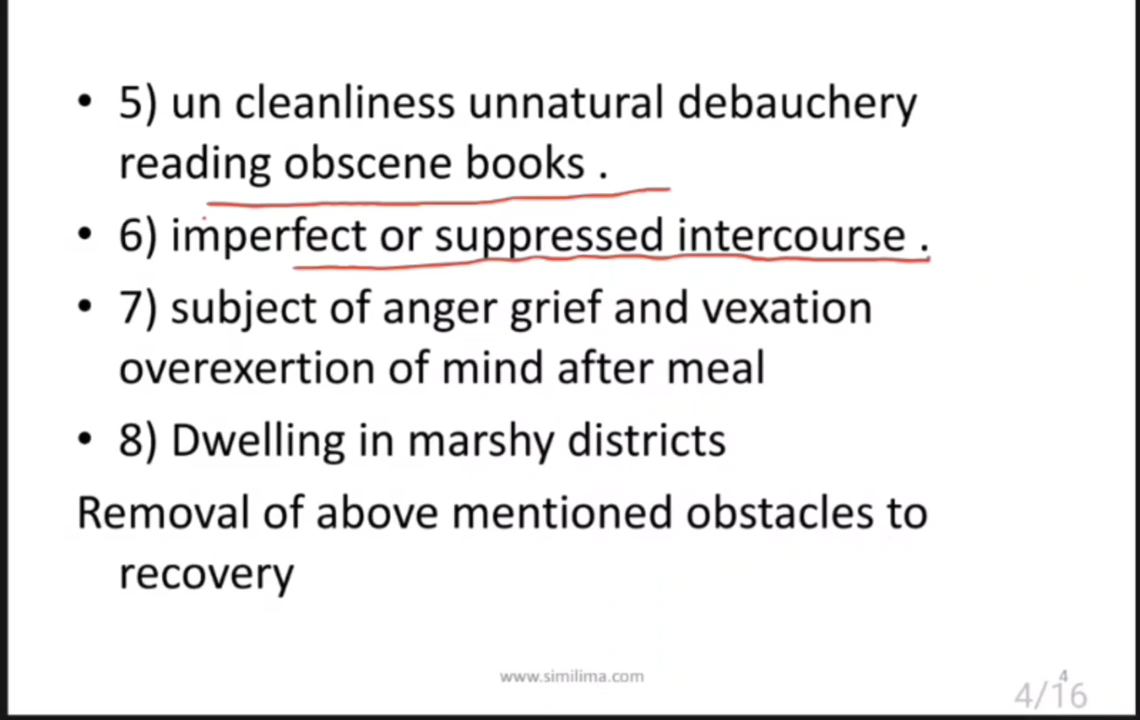 • 5) un cleanliness unnatural debauchery
reading obscene books .
• 6) imperfect or suppressed intercourse .
• 7) subject of anger grief and vexation
overexertion of mind after meal
• 8) Dwelling in marshy districts
Removal of above mentioned obstacles to
recovery
www.similima.com
4
4/16